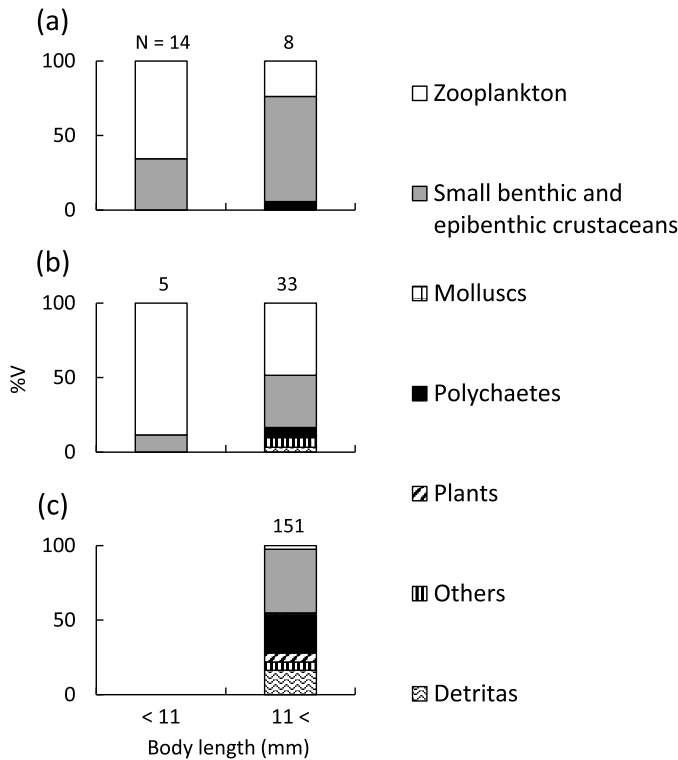 (a)
N = 14
8
100
50
0
Zooplankton
Small benthic and
epibenthic crustaceans
(b)
5
33
100
50
0
%V
Molluscs
Polychaetes
(c)
151
100
50
0
Plants
Others
Detritas
< 11
11 <
Body length (mm)